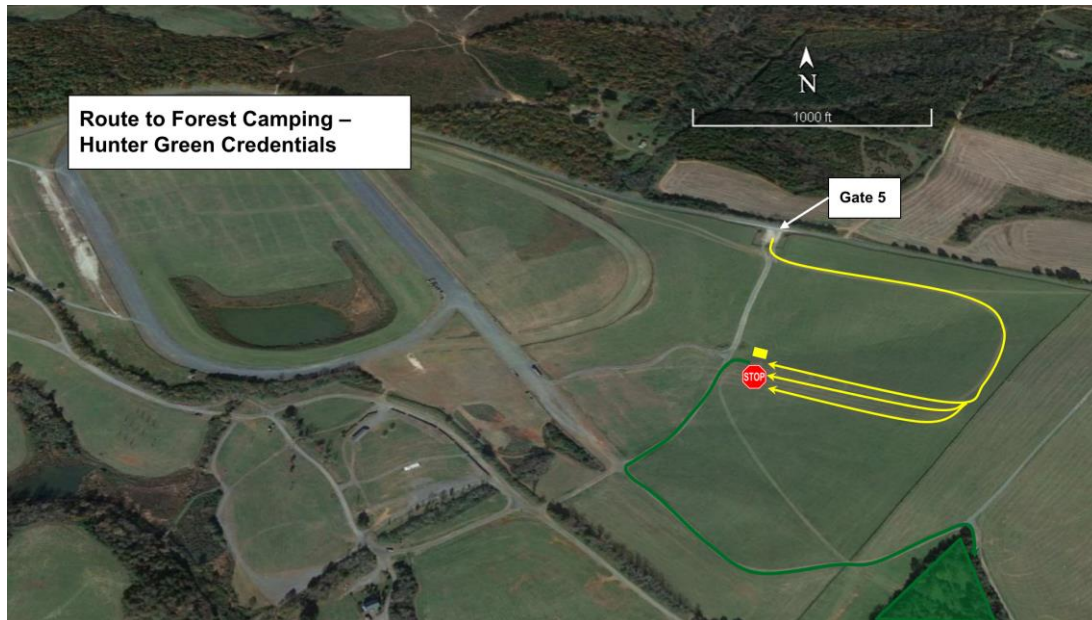 Route to Forest Camping –
Hunter Green Credentials
N
1000 ft
Gate 5
STOP